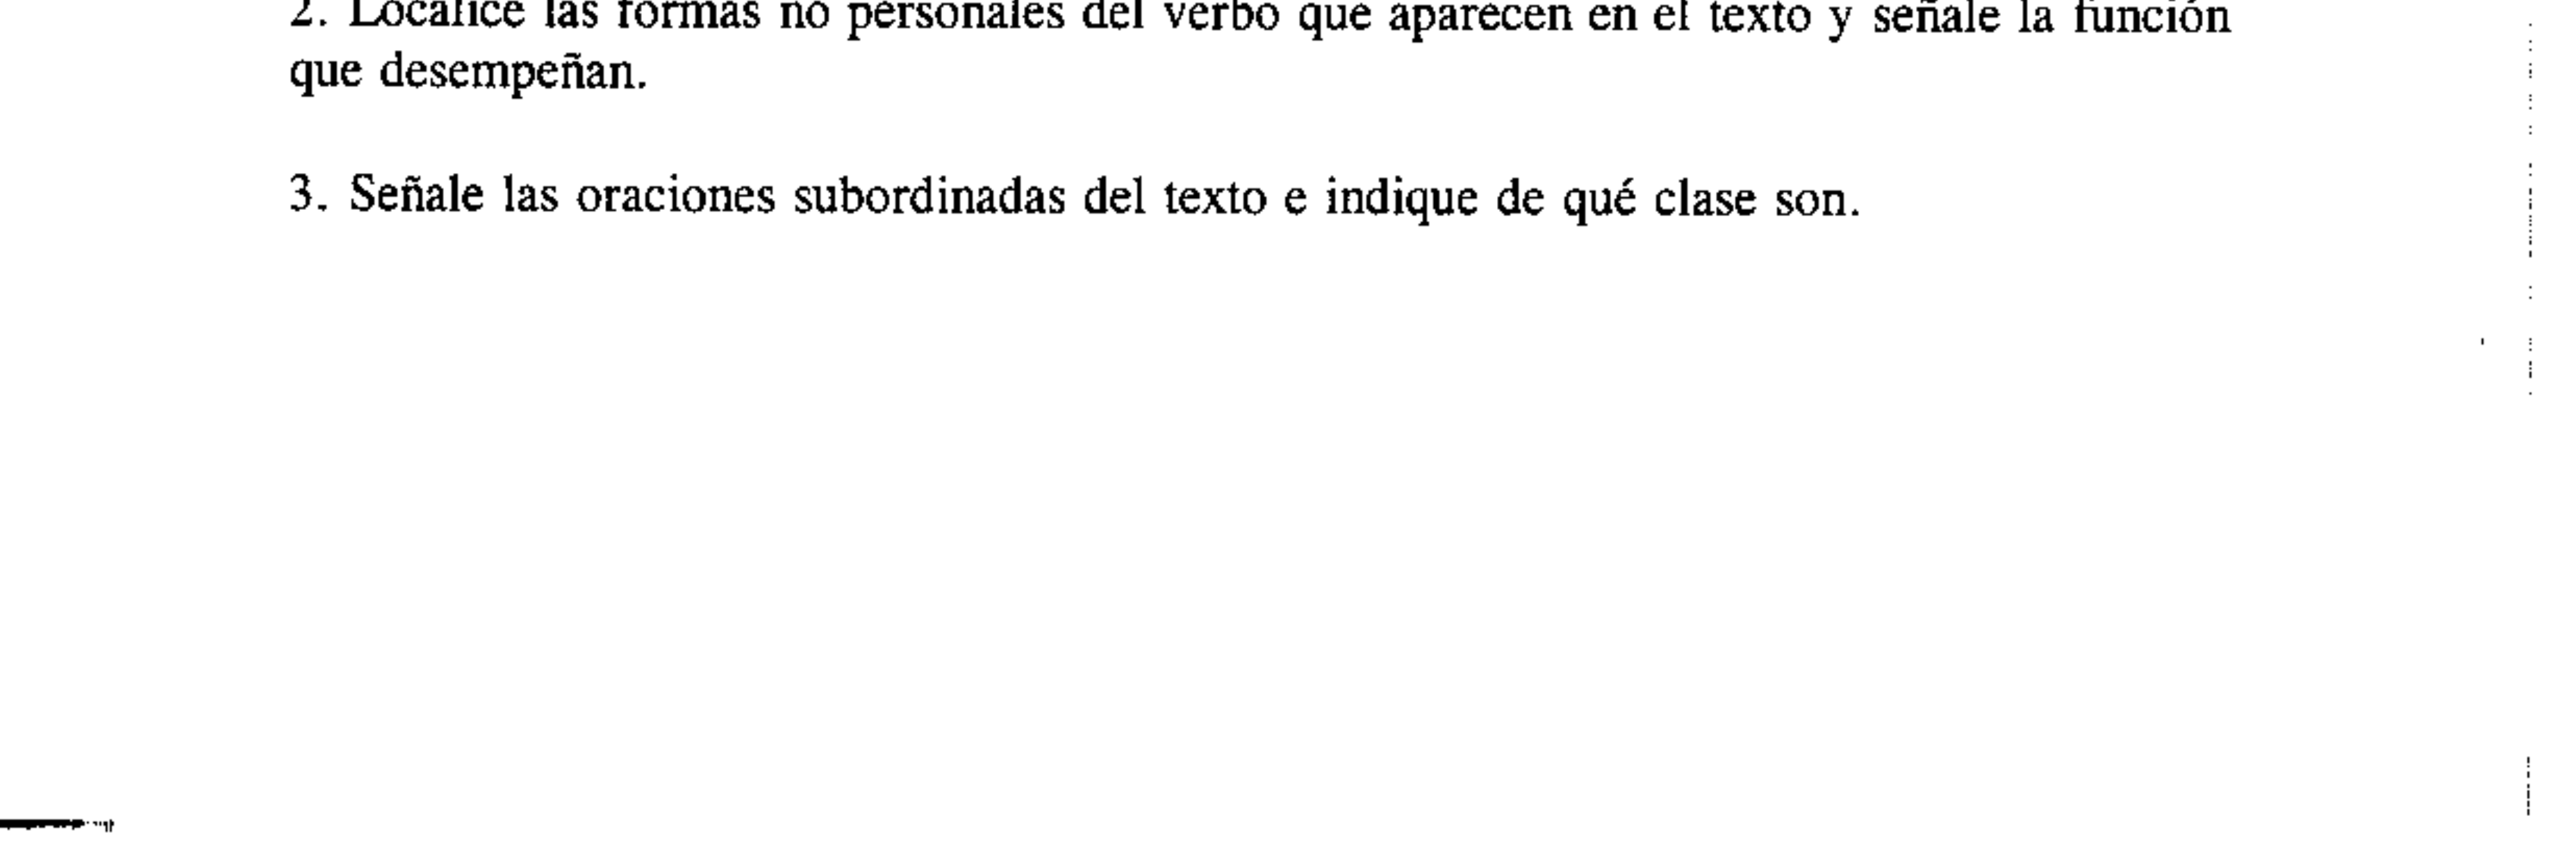 2. Localice las formas no personales del verbo que aparecen en el texto y señale la función
que desempeñan.
3. Señale las oraciones subordinadas del texto e indique de qué clase son.